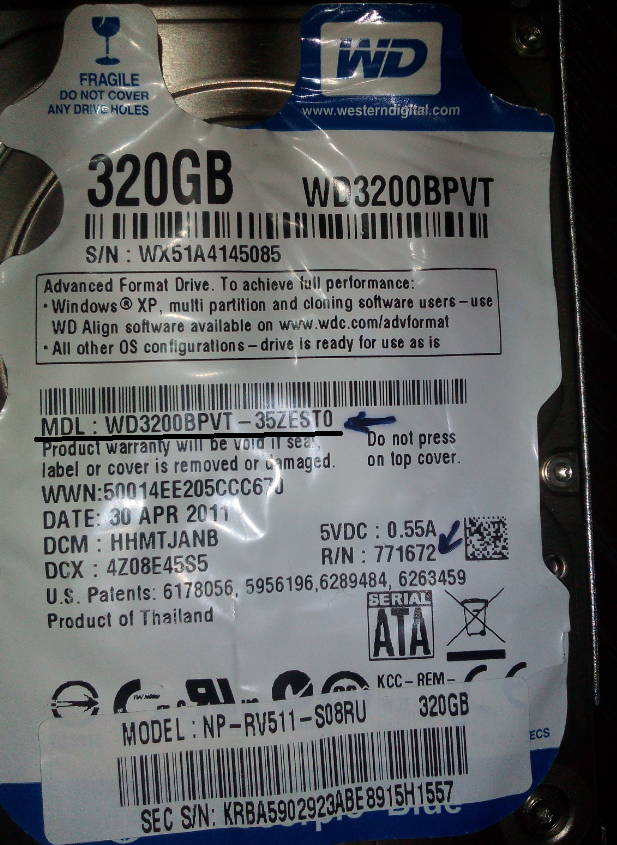 FRAGILE
DO NOT COVER
ANY DRIVE HOLES
WD
www.westerndigital.com
320GB WD3200BPVT
S/N : WX51A4145085
Advanced Format Drive. To achieve full performance:
• Windows® XP, multi partition and cloning software users – use
WD Align software available on www.wdc.com/advformat
• All other OS configurations – drive is ready for use as is
MDL : WD3200BPVT – 35ZEST0
Product warranty will be void if seal,
label or cover is removed or damaged.
Do not press
on top cover.
WWN:50014EE205CCC670
DATE: 30 APR 2011
DCM : HHMTJANB
DCX : 4Z08E45S5
5VDC : 0.55A
R/N : 771672
U.S. Patents: 6178056, 5956196,6289484, 6263459
Product of Thailand
SERIAL
ATA
KCC-REM-
MODEL : NP-RV511-S08RU 320GB
SEC S/N: KRBA5902923ABE8915H1557
Blue